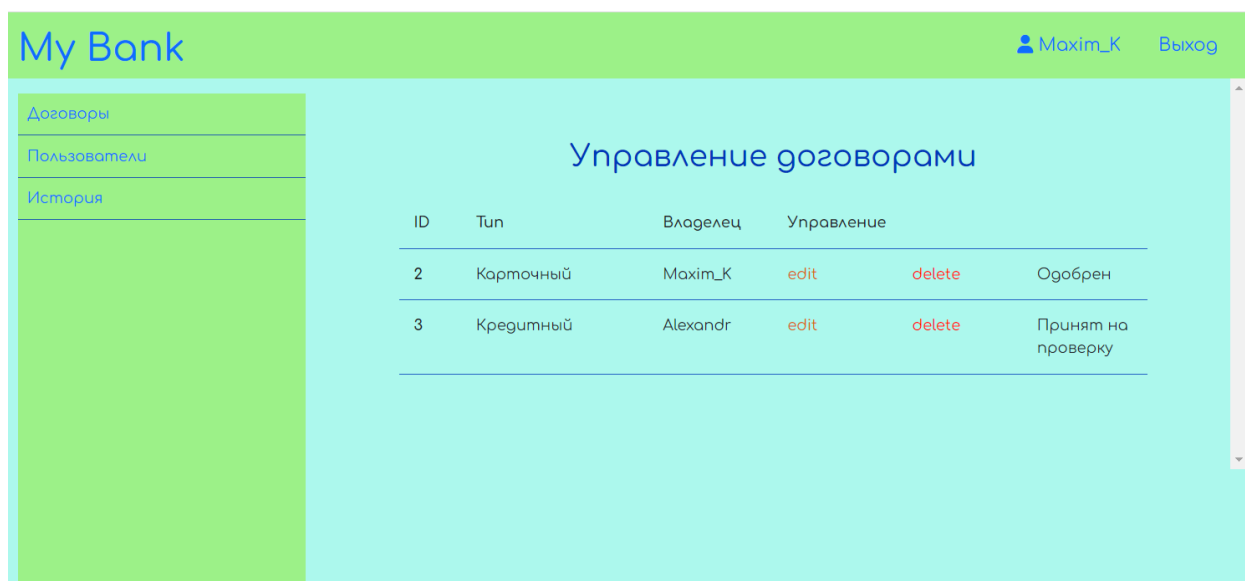 My Bank
Maxim_K Выход
Договоры
Пользователи
История
Управление договорами
ID Тип Владелец Управление
2 Карточный Maxim_K edit delete Одобрен
3 Кредитный Alexandr edit delete Принят на
проверку